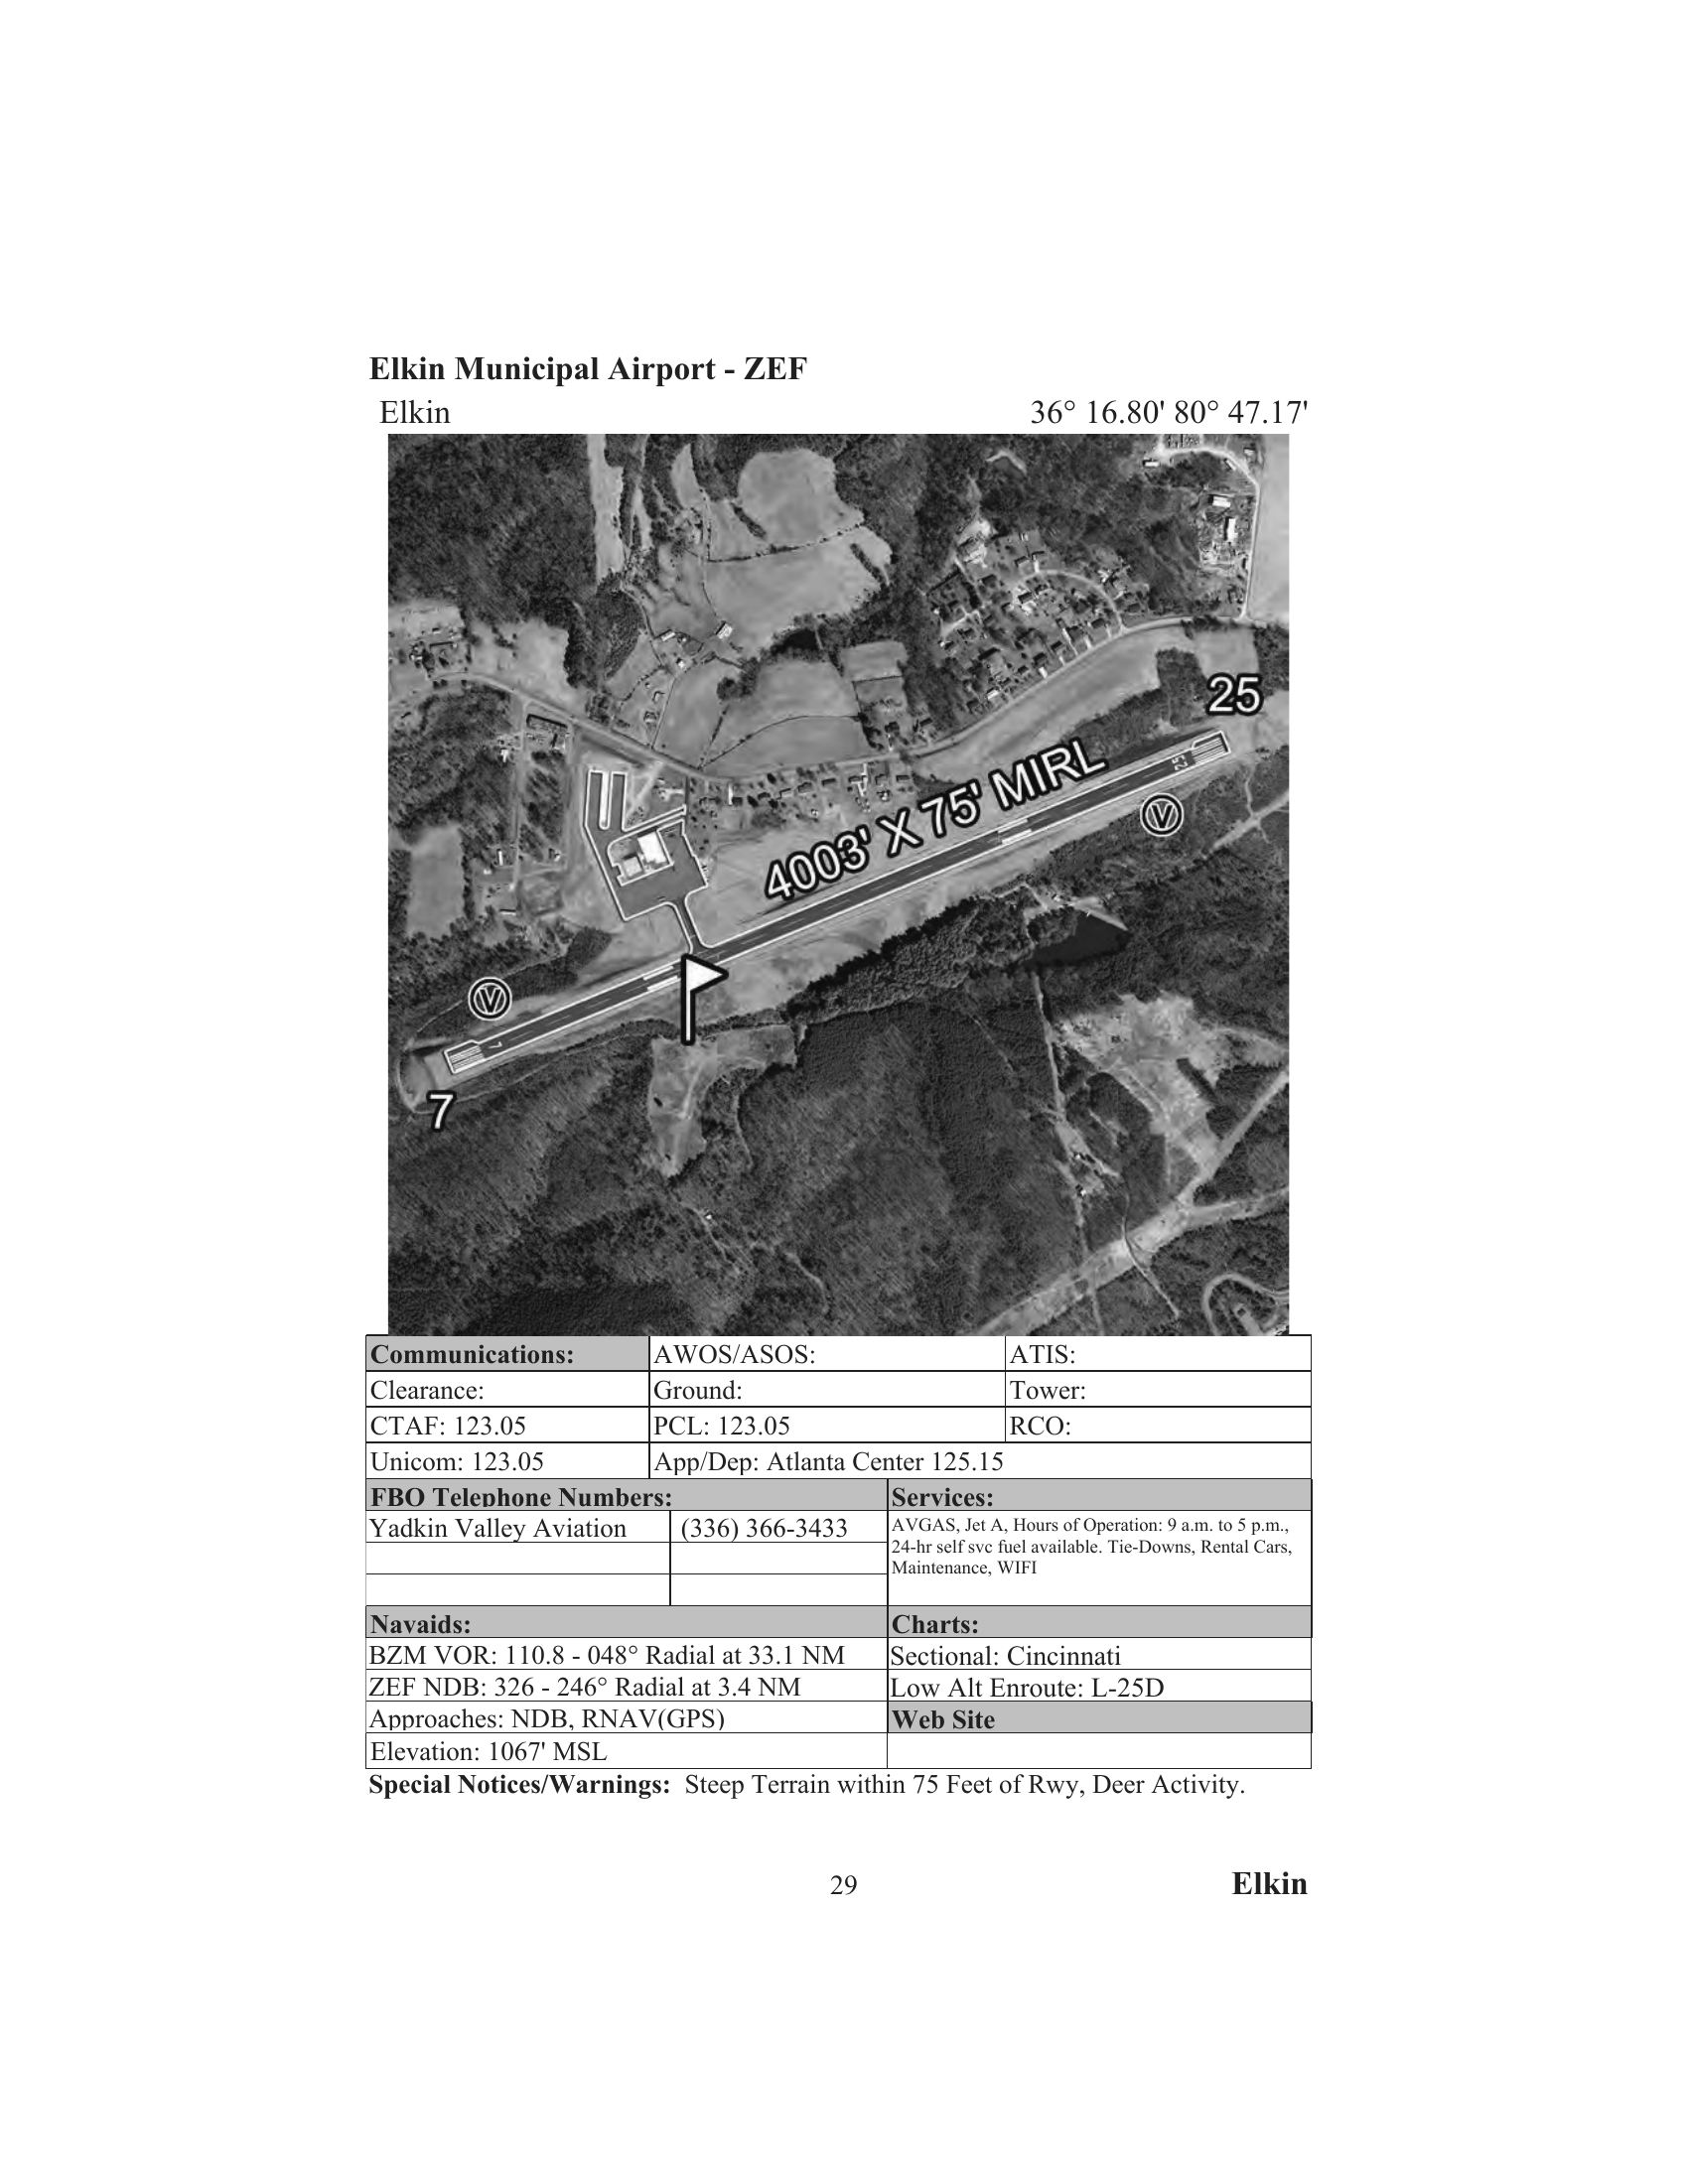 Elkin Municipal Airport - ZEF
Elkin 36° 16.80' 80° 47.17'
25
4003' X 75' MIRL
25
V
V
7
7
Communications: AWOS/ASOS: ATIS:
Clearance: Ground: Tower:
CTAF: 123.05 PCL: 123.05 RCO:
Unicom: 123.05 App/Dep: Atlanta Center 125.15
FBO Telephone Numbers: Services:
Yadkin Valley Aviation (336) 366-3433
AVGAS, Jet A, Hours of Operation: 9 a.m. to 5 p.m.,
24-hr self svc fuel available. Tie-Downs, Rental Cars,
Maintenance, WIFI
Navaids: Charts:
BZM VOR: 110.8 - 048° Radial at 33.1 NM Sectional: Cincinnati
ZEF NDB: 326 - 246° Radial at 3.4 NM Low Alt Enroute: L-25D
Approaches: NDB, RNAV(GPS) Web Site
Elevation: 1067' MSL
Special Notices/Warnings: Steep Terrain within 75 Feet of Rwy, Deer Activity.
29 Elkin